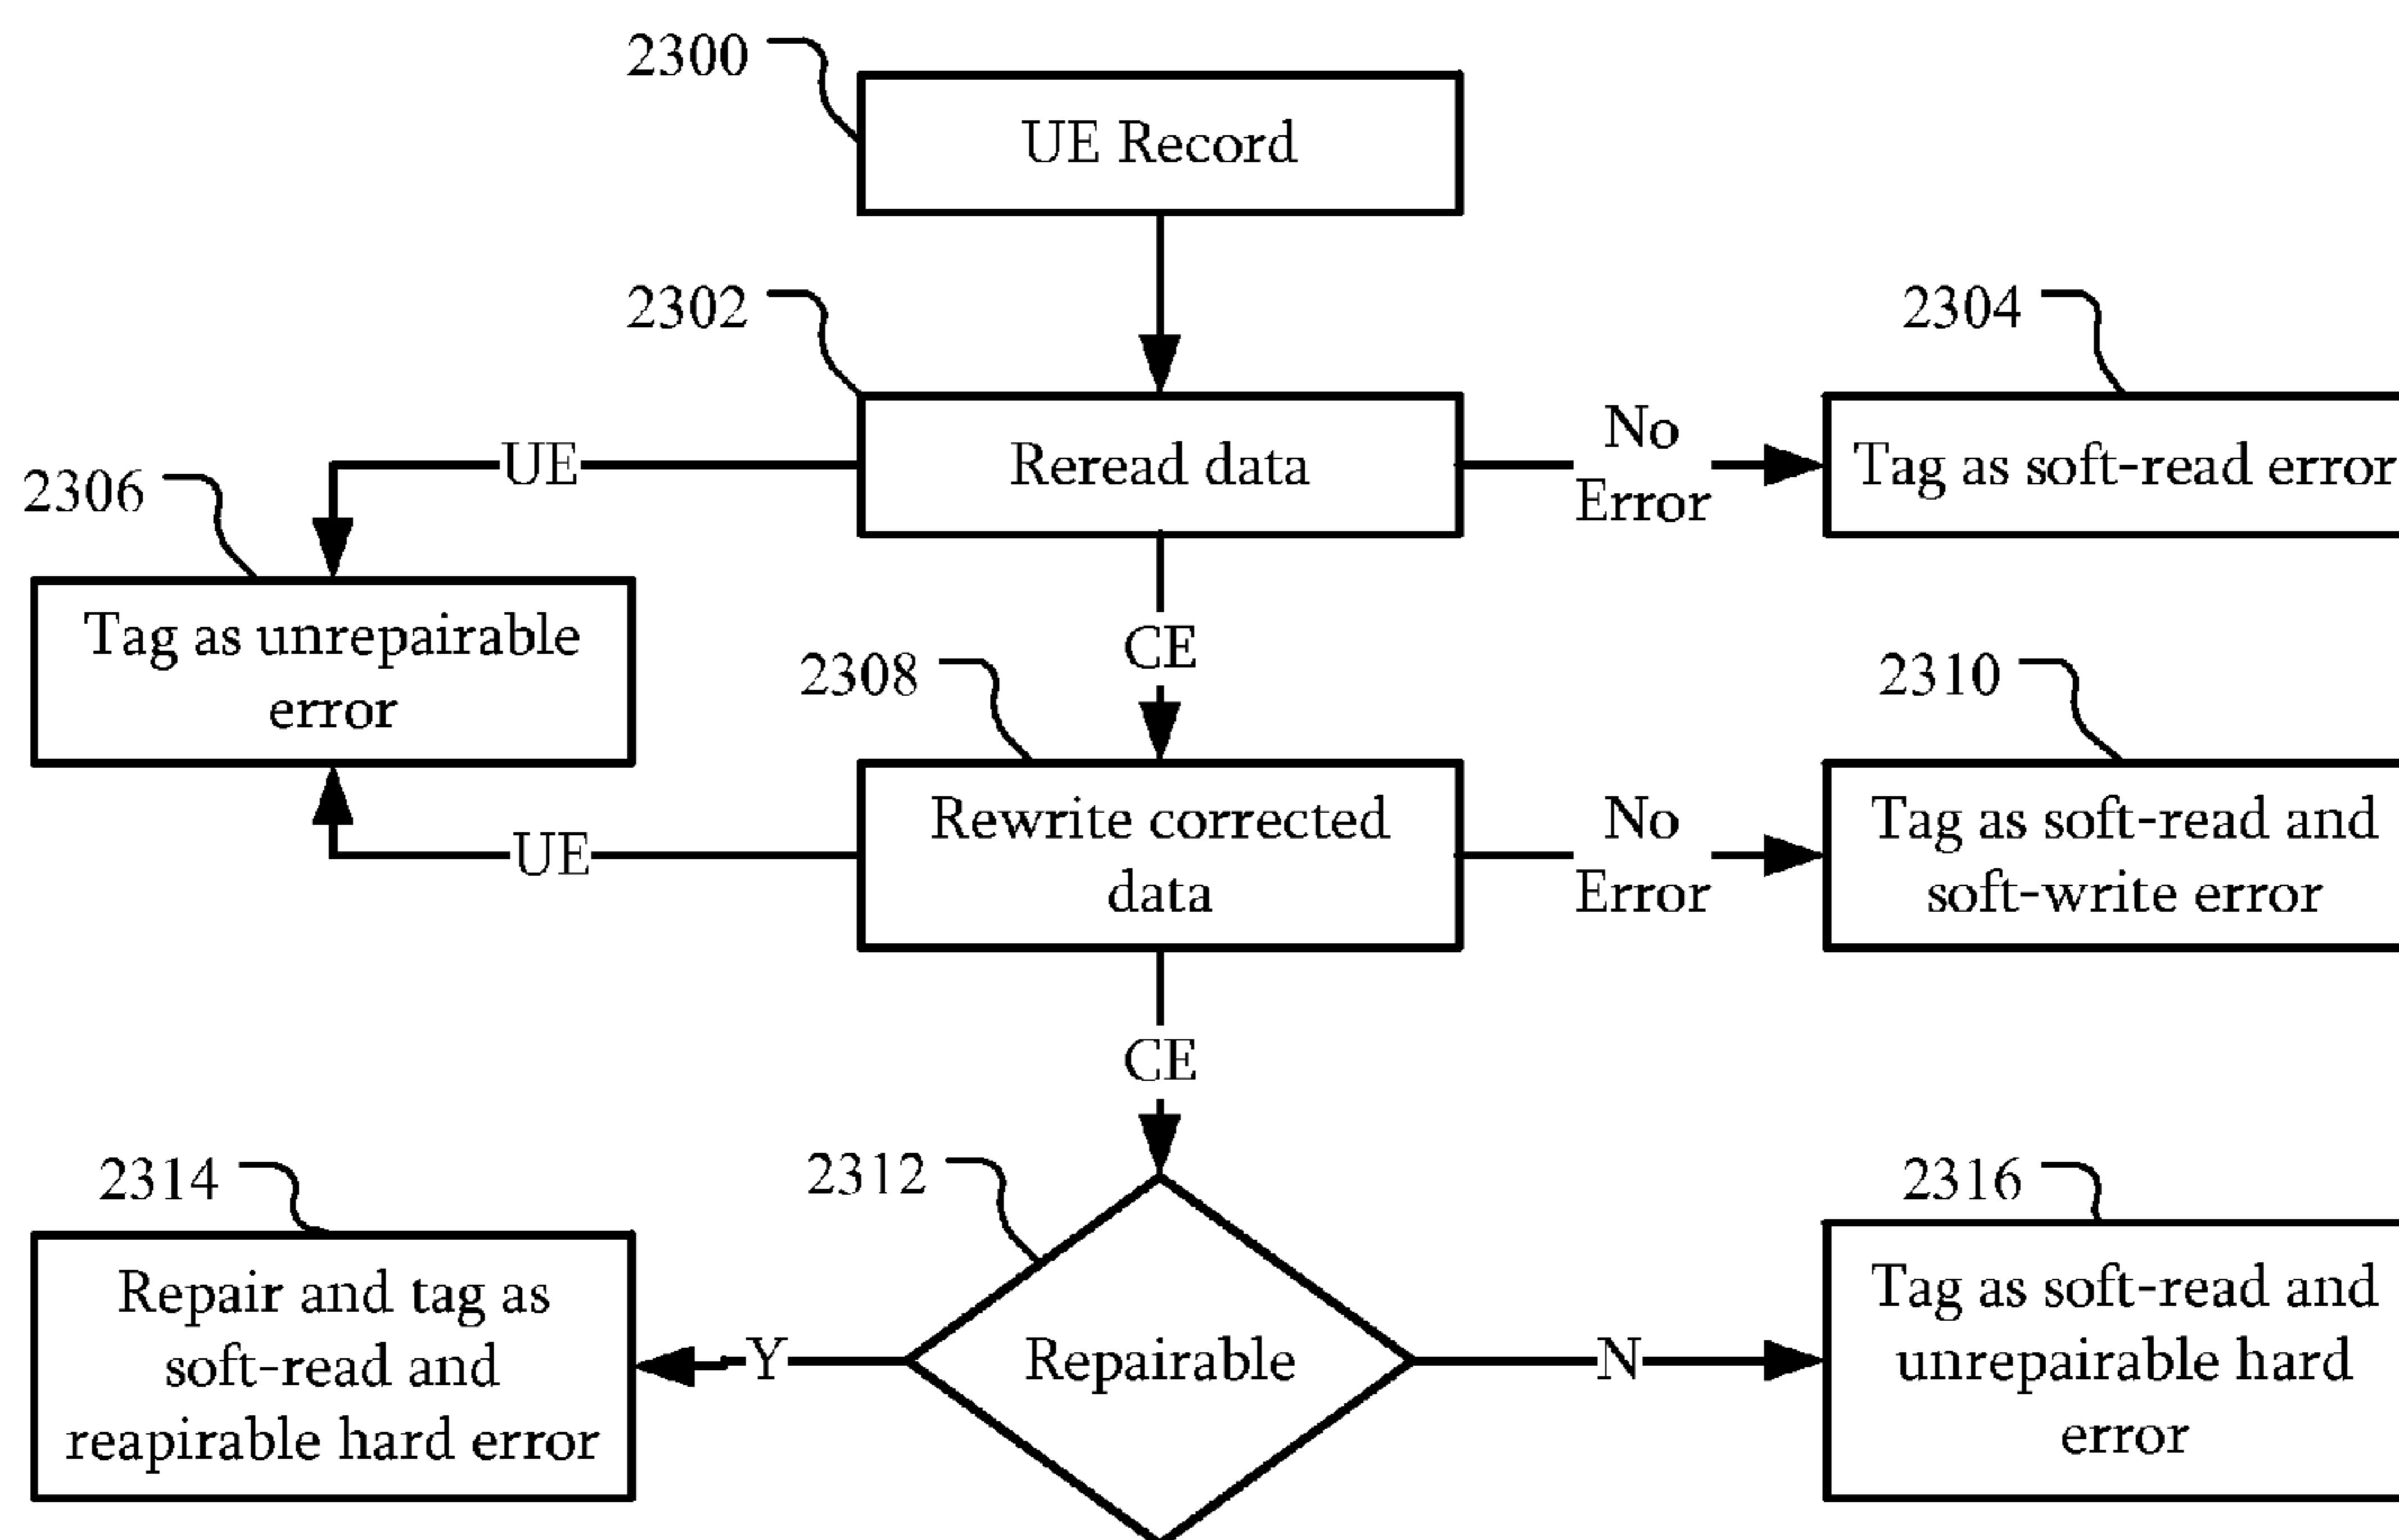 2300
UE Record
2302
2304
Reread data
UE
No
Error
Tag as soft-read error
2306
Tag as unrepairable
error
CE
2308
2310
Rewrite corrected
data
UE
No
Error
Tag as soft-read and
soft-write error
CE
2314
2312
2316
Repair and tag as
soft-read and
reapirable hard error
Y
Repairable
N
Tag as soft-read and
unrepairable hard
error